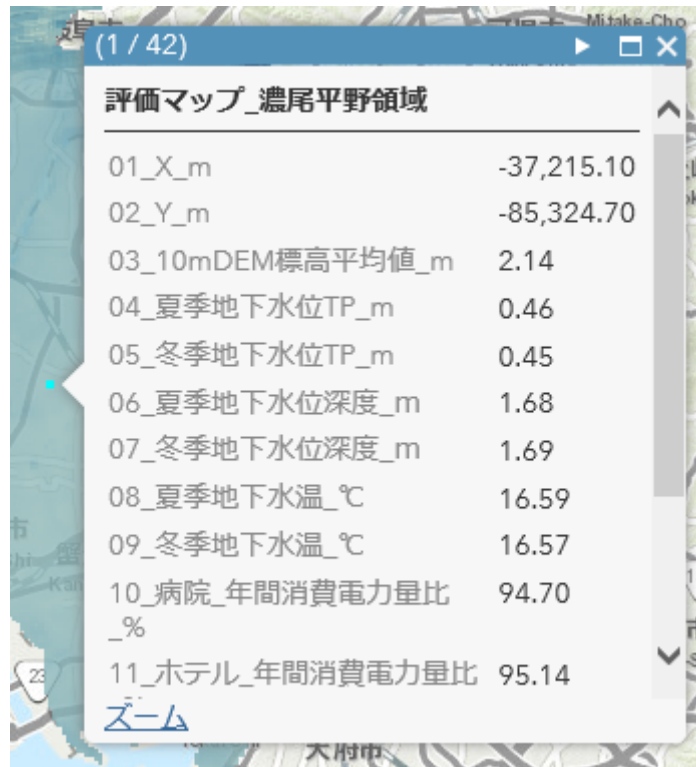 Mitake-Cho
(1 / 42)
評価マップ_濃尾平野領域
01_X_m -37,215.10
02_Y_m -85,324.70
03_10mDEM標高平均値_m 2.14
04_夏季地下水位TP_m 0.46
05_冬季地下水位TP_m 0.45
06_夏季地下水位深度_m 1.68
07_冬季地下水位深度_m 1.69
08_夏季地下水温_℃ 16.59
09_冬季地下水温_℃ 16.57
10_病院_年間消費電力量比 94.70
_%
11_ホテル_年間消費電力量比 95.14
ズーム
市
蟹
Kan
23
大府市